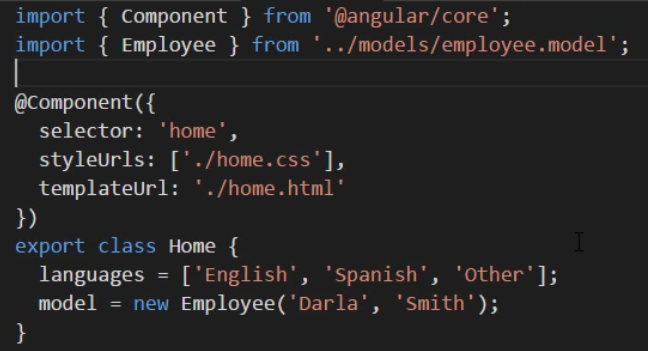 import { Component } from '@angular/core';
import { Employee } from '../models/employee.model';
@Component({
  selector: 'home',
  styleUrls: ['./home.css'],
  templateUrl: './home.html'
})
export class Home {
  languages = ['English', 'Spanish', 'Other'];
  model = new Employee('Darla', 'Smith');
}